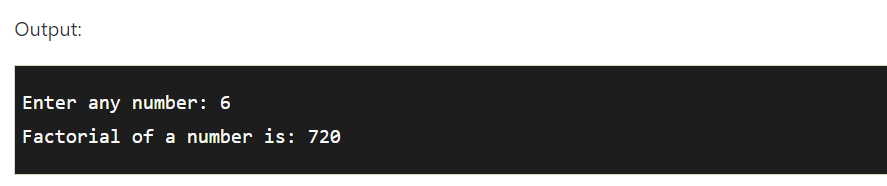 Output:
Enter any number: 6
Factorial of a number is: 720